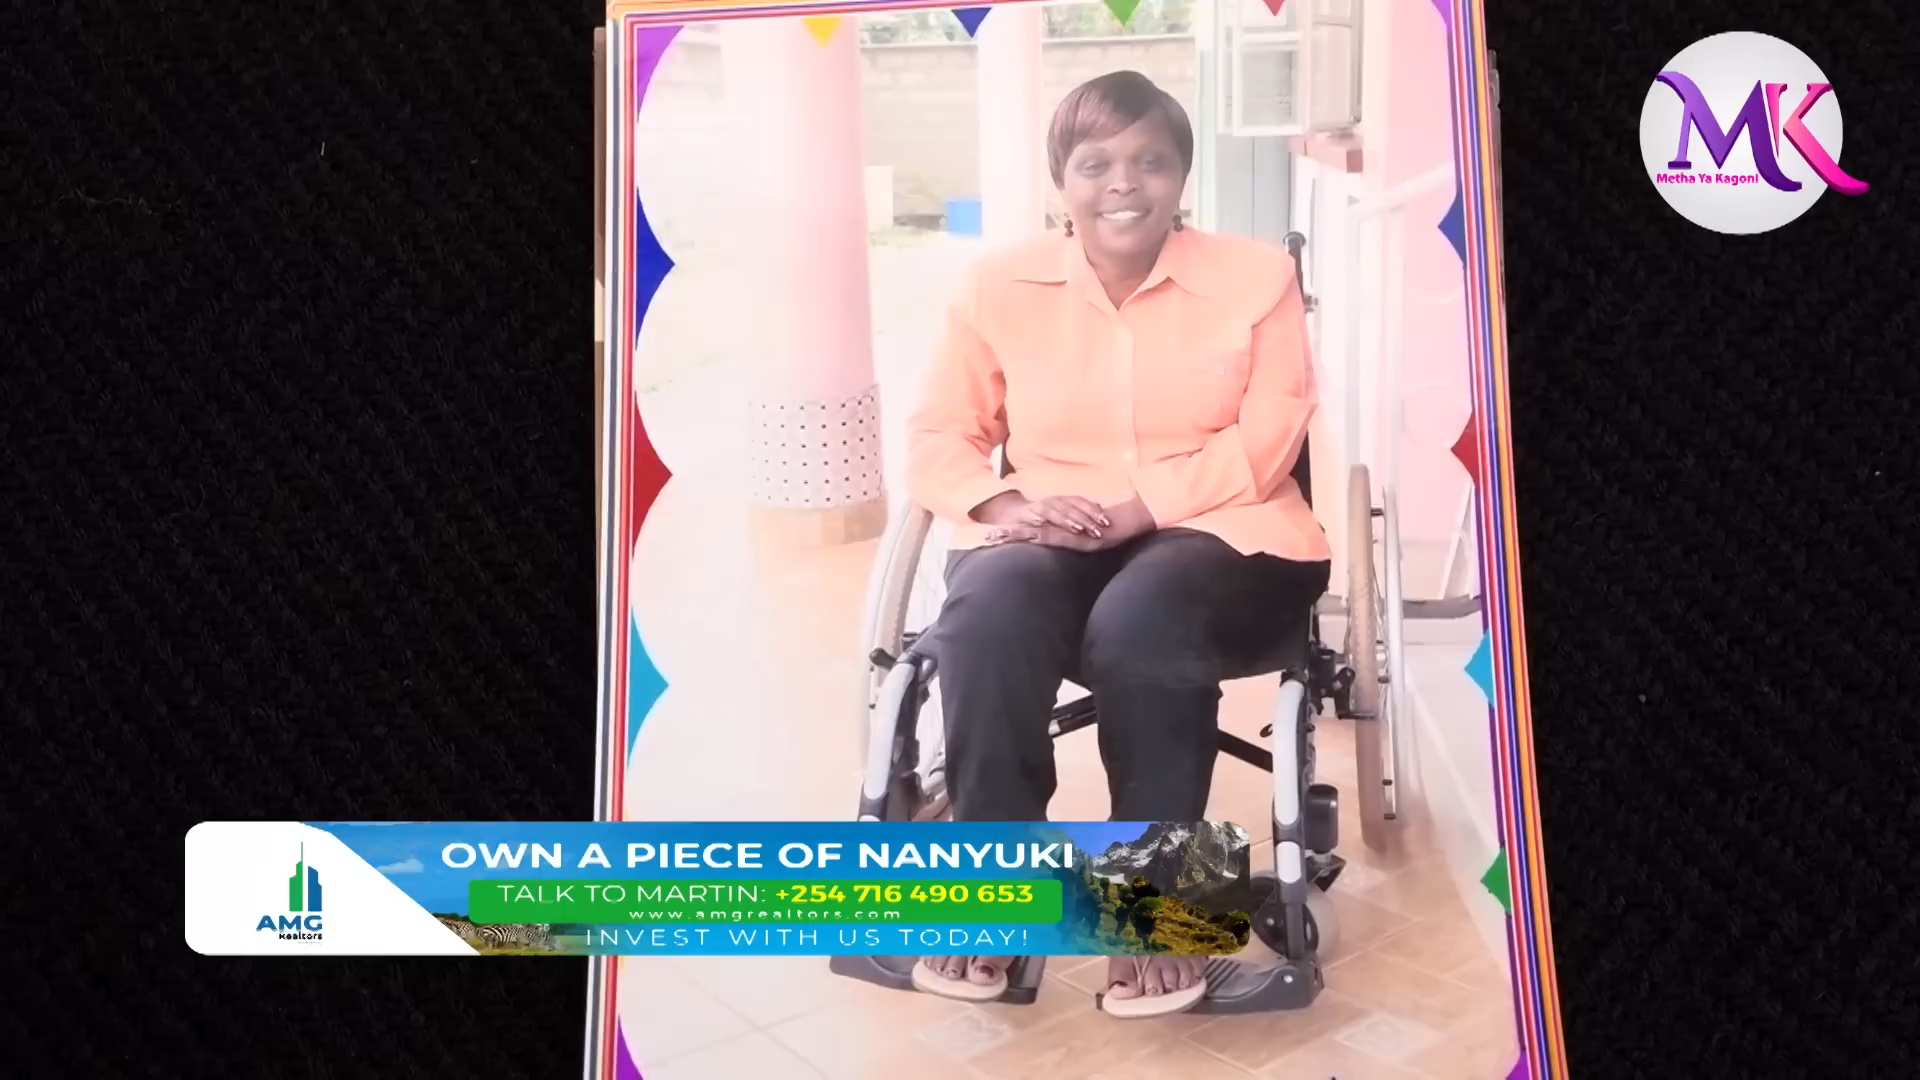 MK
Metha Ya Kagoni
OWN A PIECE OF NANYUKI
TALK TO MARTIN: +254 716 490 653
www.amgrealtors.com
INVEST WITH US TODAY!
AMG
Realtors